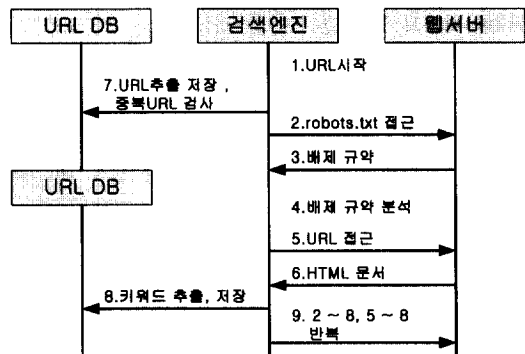 URL DB
검색엔진
웹서버
1.URL시작
7.URL추출 저장 ,
중복URL 검사
2.robots.txt 접근
3.배제 규약
URL DB
4.배제 규약 분석
5.URL 접근
6.HTML 문서
8.키워드 추출, 저장
9. 2 ~ 8, 5 ~ 8
반복